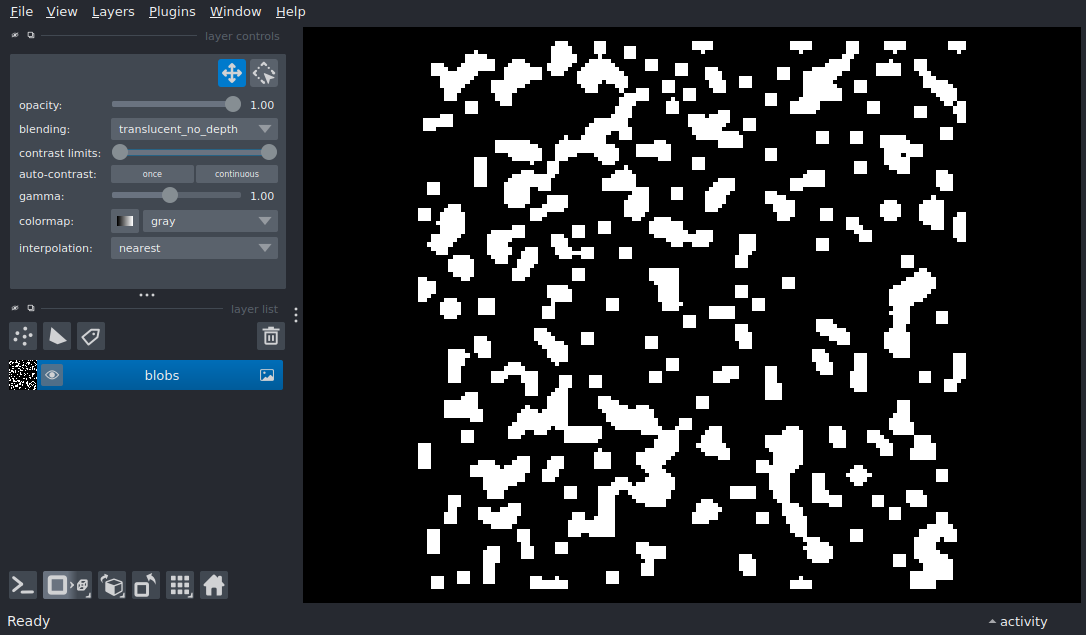 File View Layers Plugins Window Help
layer controls
opacity: 1.00
blending: translucent_no_depth
contrast limits:
auto-contrast: once continuous
gamma: 1.00
colormap: gray
interpolation: nearest
layer list
blobs
Ready activity